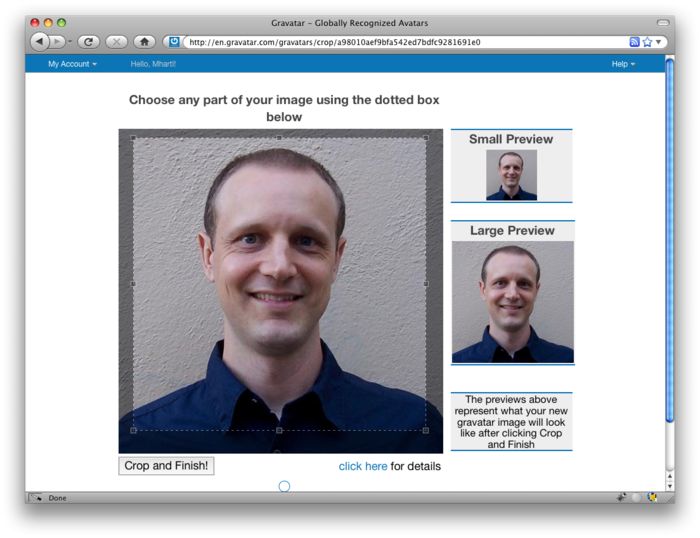 Gravatar - Globally Recognized Avatars
http://en.gravatar.com/gravatars/crop/a98010aef9bfa542ed7bdfc9281691e0
My Account
Hello, Mhartl!
Help
Choose any part of your image using the dotted box
below
Small Preview
Large Preview
The previews above
represent what your new
gravatar image will look
like after clicking Crop
and Finish
Crop and Finish!
click here for details
Done